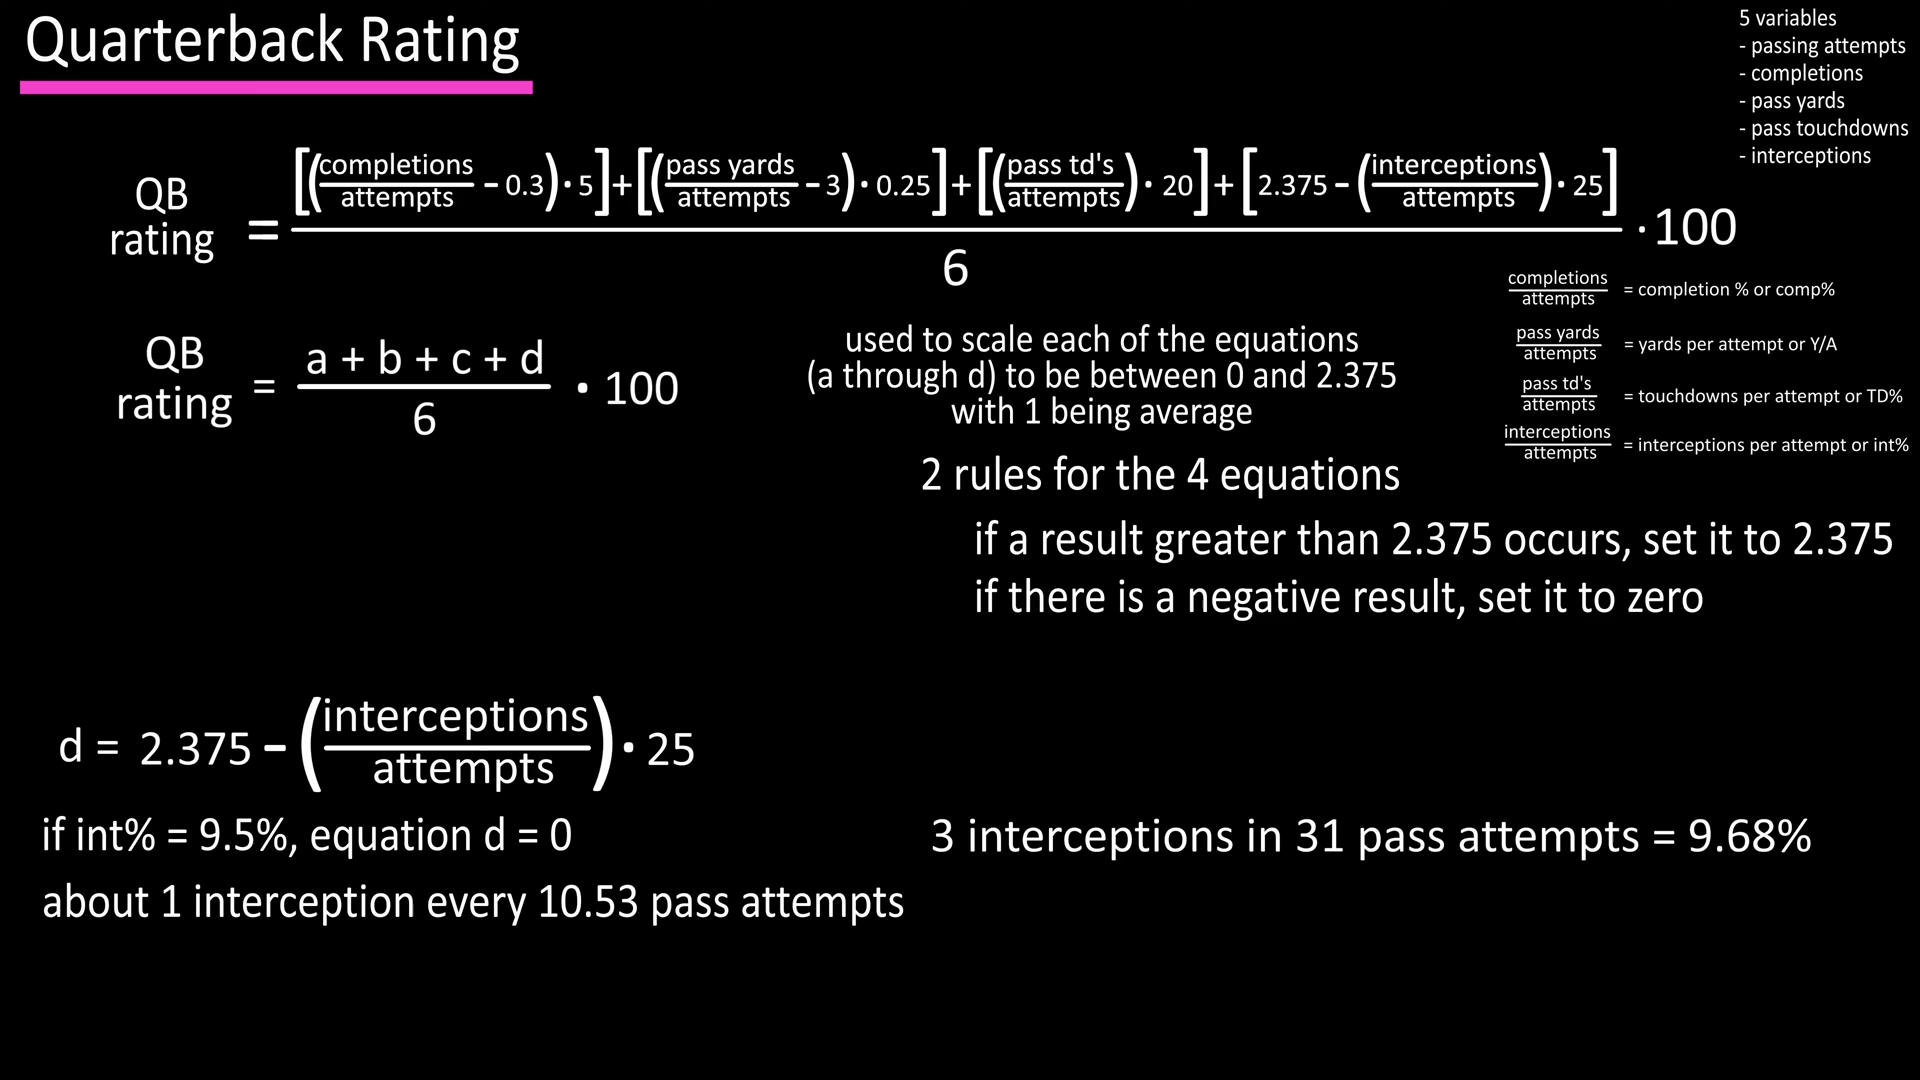 Quarterback Rating
5 variables
- passing attempts
- completions
- pass yards
- pass touchdowns
- interceptions
QB rating = [(completions/attempts – 0.3) · 5] + [(pass yards/attempts – 3) · 0.25] + [(pass td's/attempts) · 20] + [2.375 – (interceptions/attempts) · 25] / 6 · 100
completions/attempts = completion % or comp%
pass yards/attempts = yards per attempt or Y/A
pass td's/attempts = touchdowns per attempt or TD%
interceptions/attempts = interceptions per attempt or int%
QB rating = a + b + c + d / 6 · 100
used to scale each of the equations
(a through d) to be between 0 and 2.375
with 1 being average
2 rules for the 4 equations
if a result greater than 2.375 occurs, set it to 2.375
if there is a negative result, set it to zero
d = 2.375 – (interceptions/attempts) · 25
if int% = 9.5%, equation d = 0
about 1 interception every 10.53 pass attempts
3 interceptions in 31 pass attempts = 9.68%